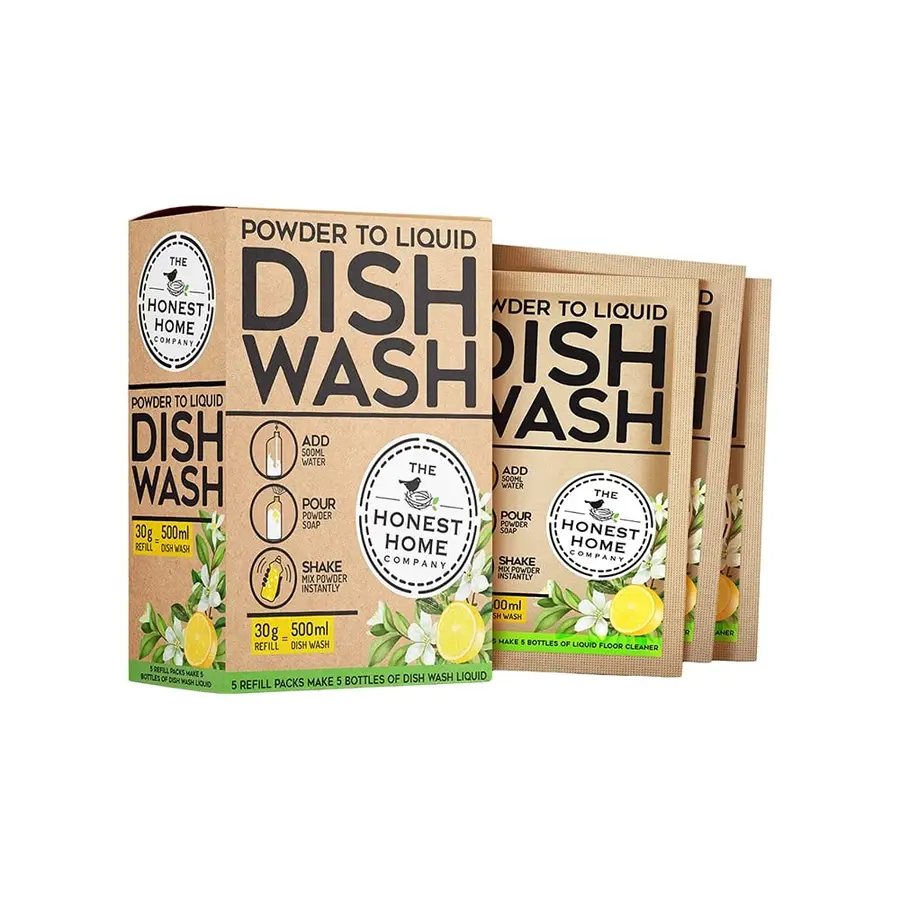 THE
HONEST
HOME
COMPANY
POWDER TO LIQUID
DISH
WASH
30g = 500ml
REFILL DISH WASH
5 REFILL PACKS MAKE 5
BOTTLES OF DISH WASH LIQUID
POWDER TO LIQUID
DISH
WASH
ADD
500ML
WATER
POUR
POWDER
SOAP
SHAKE
MIX POWDER
INSTANTLY
THE
HONEST
HOME
COMPANY
30g = 500ml
REFILL DISH WASH
5 REFILL PACKS MAKE 5 BOTTLES OF DISH WASH LIQUID
WDER TO LIQUID
DISH
WASH
ADD
500ML
WATER
POUR
POWDER
SOAP
SHAKE
MIX POWDER
INSTANTLY
THE
HONEST
HOME
COMPANY
00ml
SH WASH
S MAKE 5 BOTTLES OF LIQUID FLOOR CLEANER
D
H
H
NER
ANER